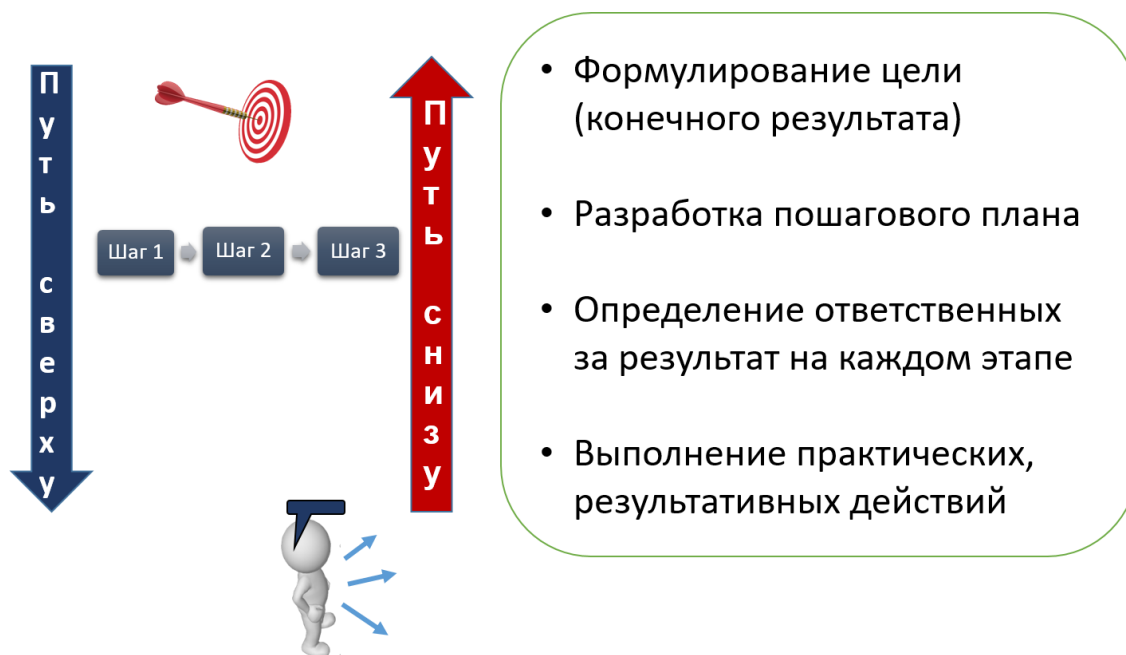 Путь сверху
Шаг 1
Шаг 2
Шаг 3
Путь снизу
• Формулирование цели
(конечного результата)
• Разработка пошагового плана
• Определение ответственных
за результат на каждом этапе
• Выполнение практических,
результативных действий